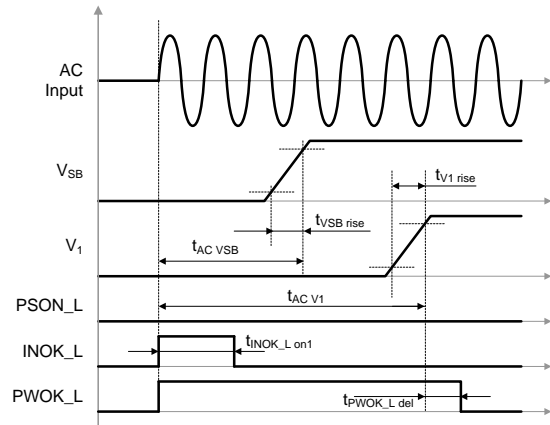 AC
Input
VSB
tV1 rise
tVSB rise
V1
tAC VSB
tAC V1
PSON_L
INOK_L
tINOK_L on1
PWOK_L
tPWOK_L del